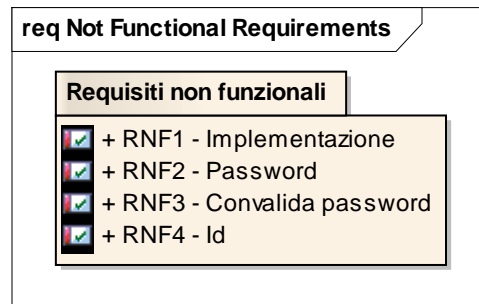 req Not Functional Requirements
Requisiti non funzionali
+ RNF1 - Implementazione
+ RNF2 - Password
+ RNF3 - Convalida password
+ RNF4 - Id